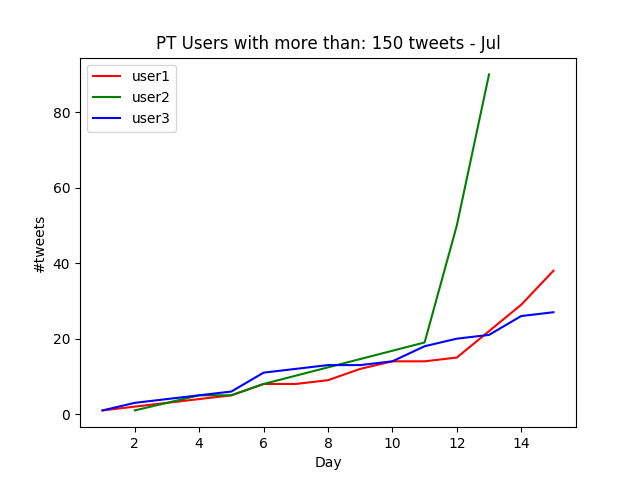 PT Users with more than: 150 tweets - Jul
user1
user2
user3
80
60
40
20
0
#tweets
2 4 6 8 10 12 14
Day